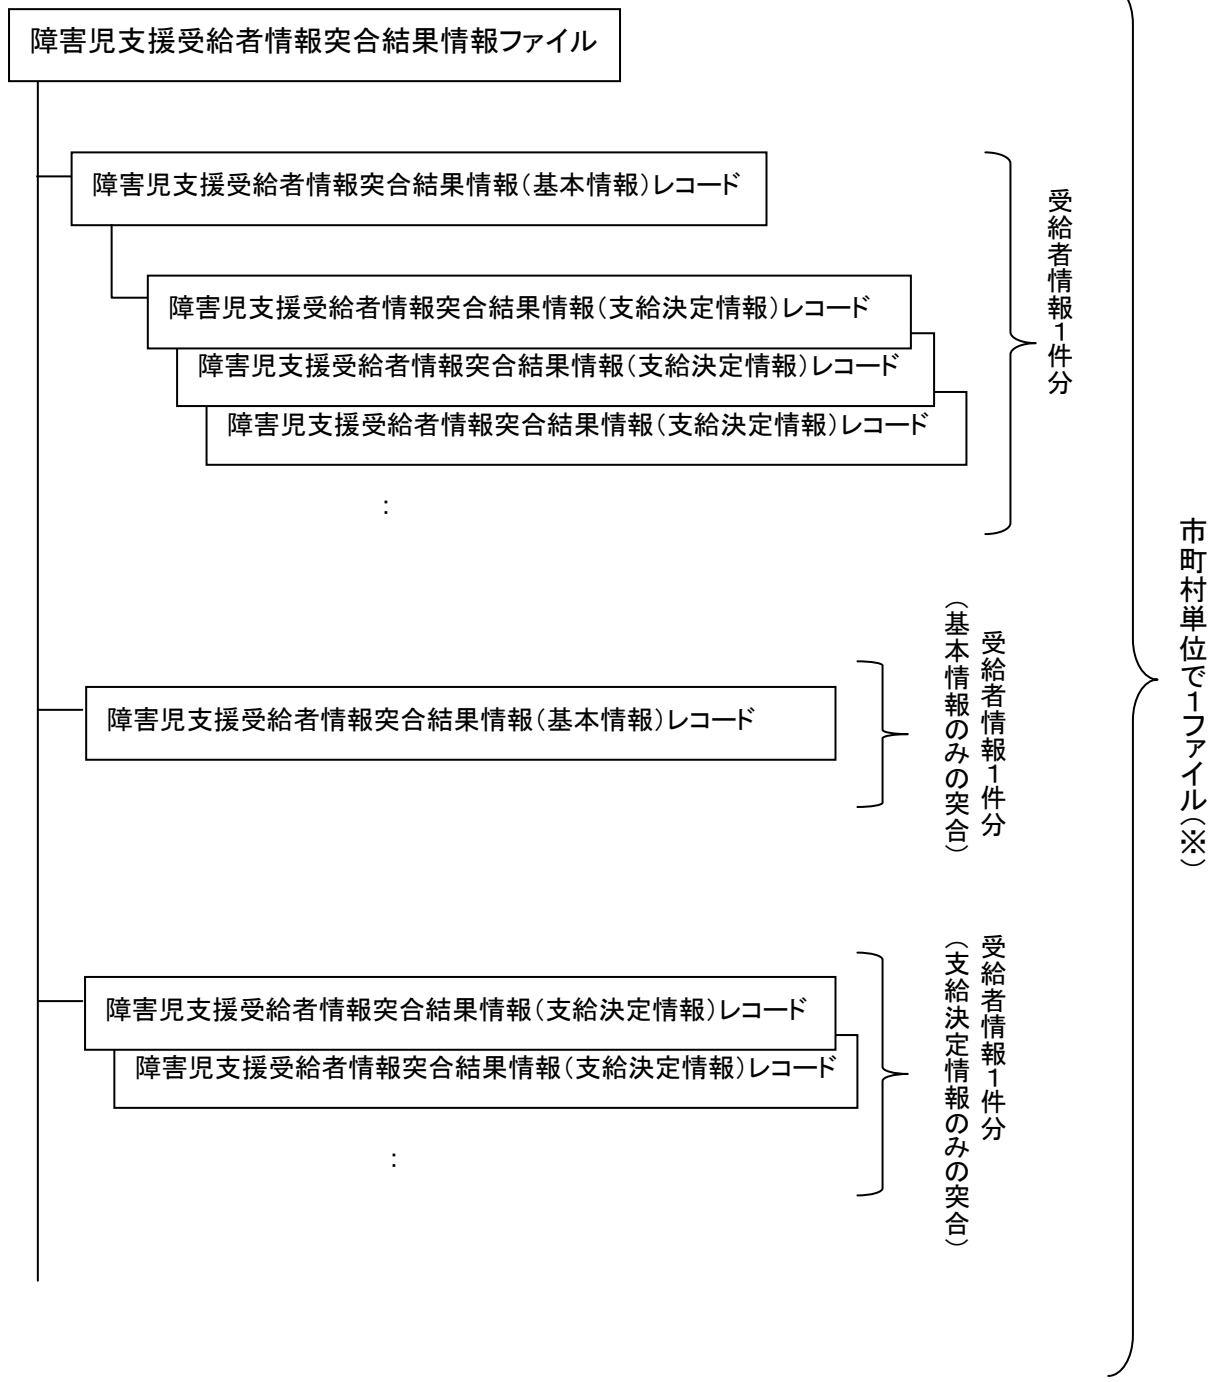 障害児支援受給者情報突合結果情報ファイル
障害児支援受給者情報突合結果情報（基本情報）レコード
障害児支援受給者情報突合結果情報（支給決定情報）レコード
障害児支援受給者情報突合結果情報（支給決定情報）レコード
障害児支援受給者情報突合結果情報（支給決定情報）レコード
：
受給者情報１件分
障害児支援受給者情報突合結果情報（基本情報）レコード
受給者情報１件分
（基本情報のみの突合）
障害児支援受給者情報突合結果情報（支給決定情報）レコード
障害児支援受給者情報突合結果情報（支給決定情報）レコード
：
受給者情報１件分
（支給決定情報のみの突合）
市町村単位で１ファイル（※）